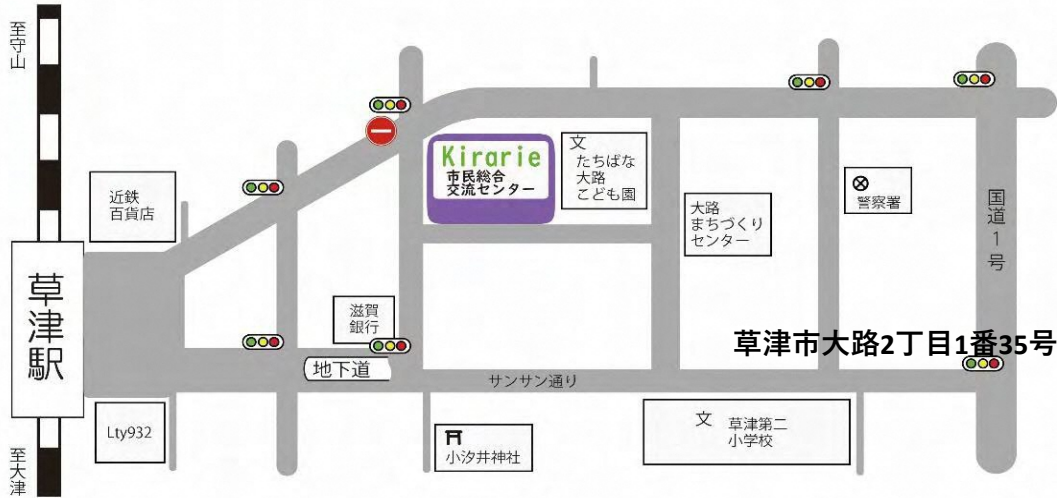 至守山
近鉄
百貨店
草津駅
Lty932
至大津
Kirarie
市民総合
交流センター
文
たちばな
大路
こども園
大路
まちづくり
センター
警察署
国道1号
滋賀
銀行
地下道
サンサン通り
草津市大路2丁目1番35号
小汐井神社
文 草津第二
小学校